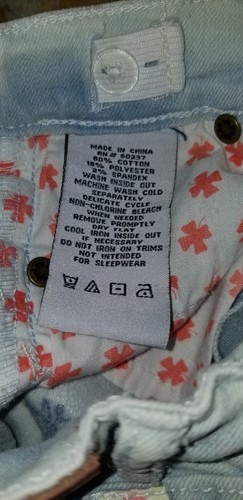 MADE IN CHINA
RN # 60237
80% COTTON
18% POLYESTER
2% SPANDEX
WASH INSIDE OUT
MACHINE WASH COLD
SEPARATELY
DELICATE CYCLE
NON-CHLORINE BLEACH
WHEN NEEDED
REMOVE PROMPTLY
DRY FLAT
COOL IRON INSIDE OUT
IF NECESSARY
DO NOT IRON ON TRIMS
NOT INTENDED
FOR SLEEPWEAR